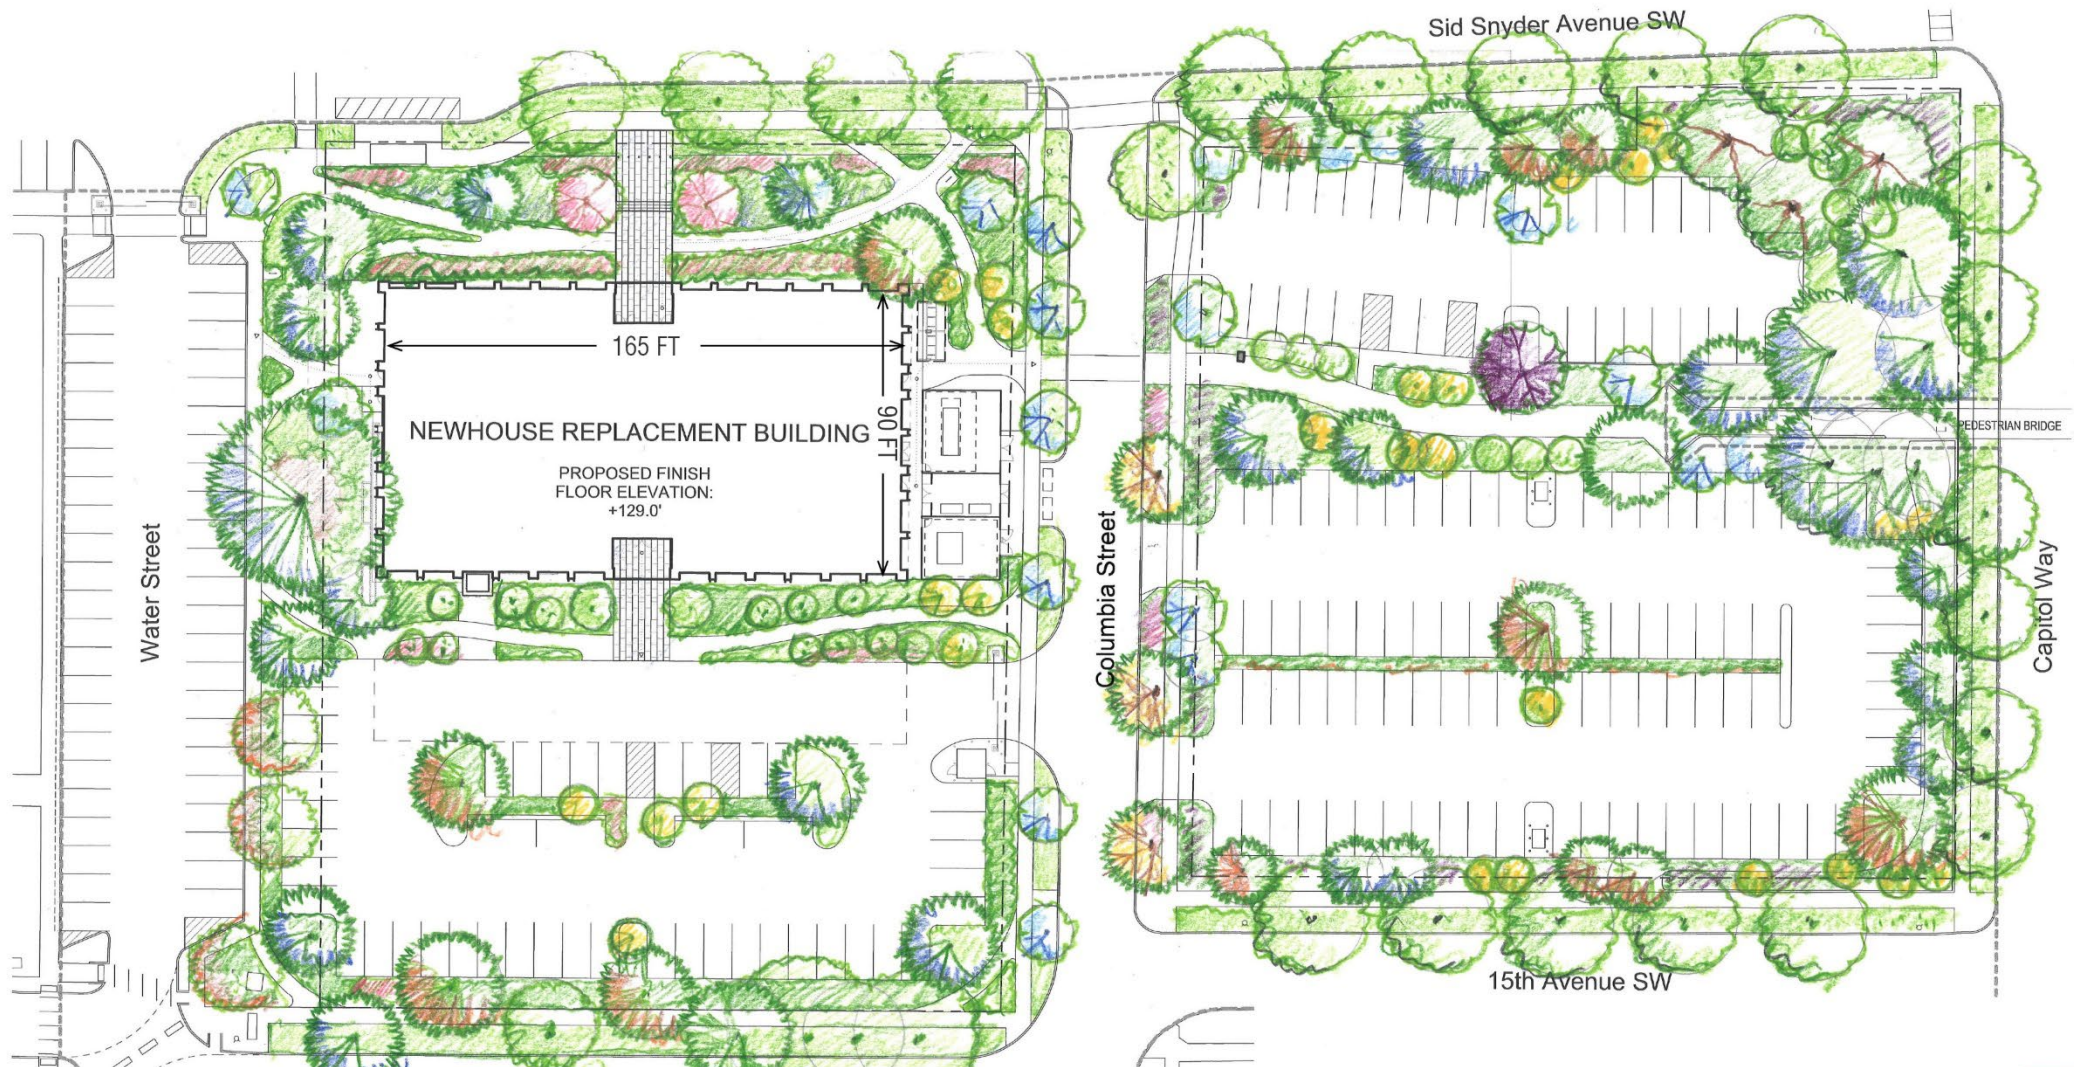 Sid Snyder Avenue SW
165 FT
90 FT
NEWHOUSE REPLACEMENT BUILDING
PROPOSED FINISH
FLOOR ELEVATION:
+129.0'
PEDESTRIAN BRIDGE
Water Street
Columbia Street
Capitol Way
15th Avenue SW